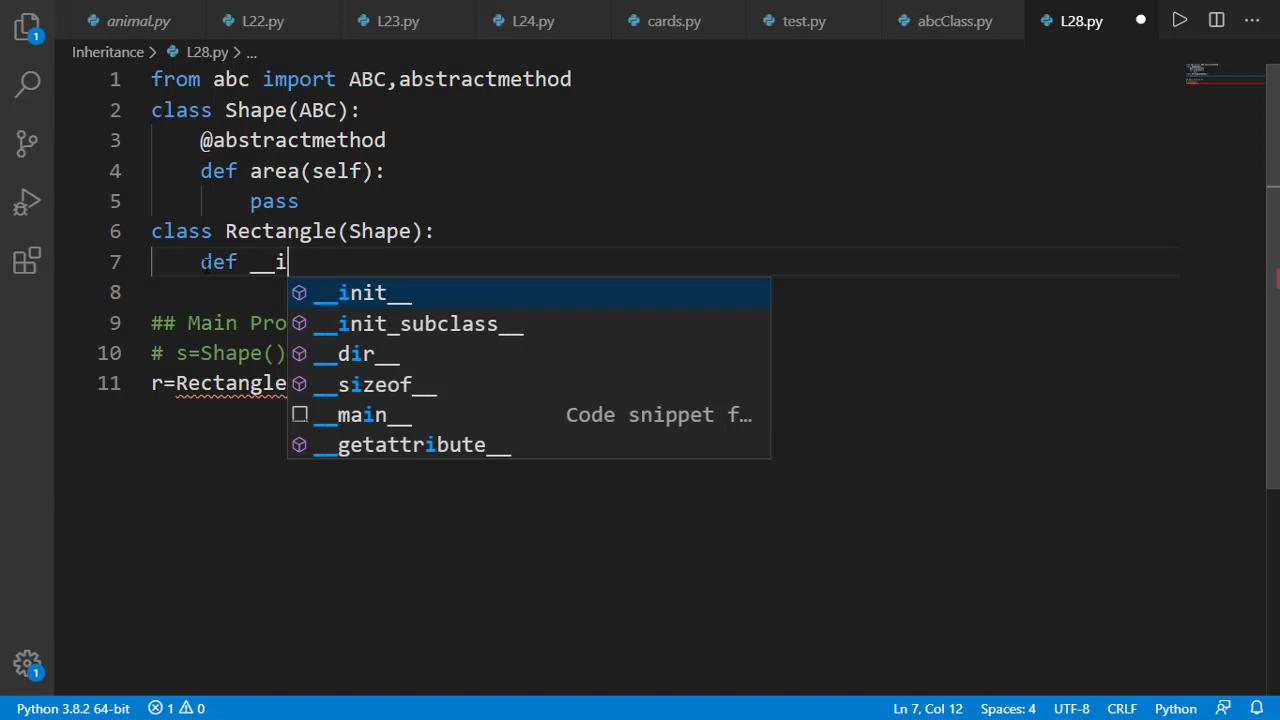 animal.py L22.py L23.py L24.py cards.py test.py abcClass.py L28.py
Inheritance > L28.py > ...
1 from abc import ABC,abstractmethod
2 class Shape(ABC):
3 @abstractmethod
4 def area(self):
5 pass
6 class Rectangle(Shape):
7 def __i
8 __init__
9 ## Main Pro __init_subclass__
10 # s=Shape() __dir__
11 r=Rectangle __sizeof__
__main__ Code snippet f...
__getattribute__
1
1
Python 3.8.2 64-bit 1 0 Ln 7, Col 12 Spaces: 4 UTF-8 CRLF Python